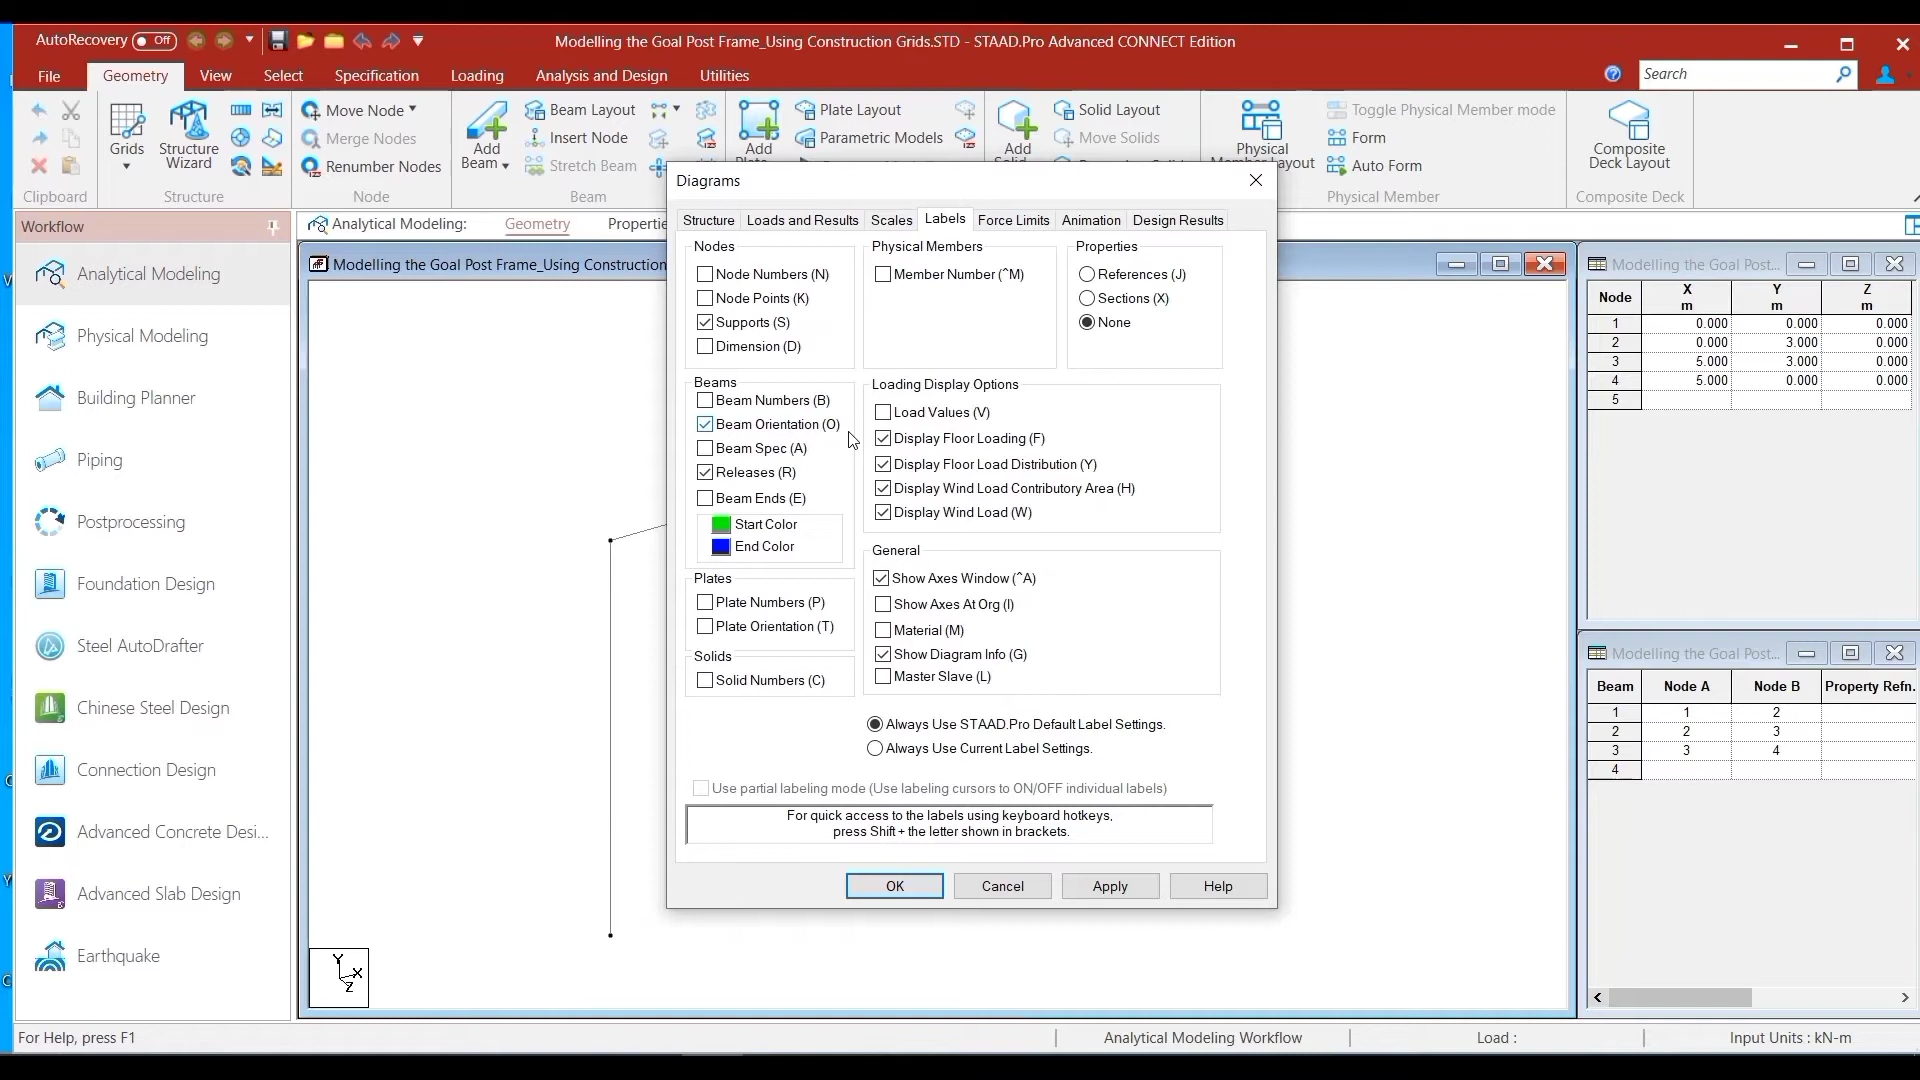 AutoRecovery Off
Modelling the Goal Post Frame_Using Construction Grids.STD - STAAD.Pro Advanced CONNECT Edition
File Geometry View Select Specification Loading Analysis and Design Utilities
Search
Grids
Structure Wizard
Move Node
Merge Nodes
Renumber Nodes
Add Beam
Beam Layout
Insert Node
Stretch Beam
Add
Plate Layout
Parametric Models
Add
Solid Layout
Move Solids
Physical
Toggle Physical Member mode
Form
Auto Form
Composite Deck Layout
Clipboard Structure Node Beam Physical Member Composite Deck
Workflow
Analytical Modeling
Physical Modeling
Building Planner
Piping
Postprocessing
Foundation Design
Steel AutoDrafter
Chinese Steel Design
Connection Design
Advanced Concrete Desi...
Advanced Slab Design
Earthquake
Analytical Modeling: Geometry
Modelling the Goal Post Frame_Using Construction
Y
X
Z
Diagrams
Structure Loads and Results Scales Labels Force Limits Animation Design Results
Nodes
Node Numbers (N)
Node Points (K)
Supports (S)
Dimension (D)
Physical Members
Member Number (^M)
Properties
References (J)
Sections (X)
None
Beams
Beam Numbers (B)
Beam Orientation (O)
Beam Spec (A)
Releases (R)
Beam Ends (E)
Start Color
End Color
Loading Display Options
Load Values (V)
Display Floor Loading (F)
Display Floor Load Distribution (Y)
Display Wind Load Contributory Area (H)
Display Wind Load (W)
Plates
Plate Numbers (P)
Plate Orientation (T)
Solids
Solid Numbers (C)
General
Show Axes Window (^A)
Show Axes At Org (I)
Material (M)
Show Diagram Info (G)
Master Slave (L)
Always Use STAAD.Pro Default Label Settings.
Always Use Current Label Settings.
Use partial labeling mode (Use labeling cursors to ON/OFF individual labels)
For quick access to the labels using keyboard hotkeys,
press Shift + the letter shown in brackets.
OK Cancel Apply Help
Modelling the Goal Post...
Node X m Y m Z m
1 0.000 0.000 0.000
2 0.000 3.000 0.000
3 5.000 3.000 0.000
4 5.000 0.000 0.000
5
Modelling the Goal Post...
Beam Node A Node B Property Refn.
1 1 2
2 2 3
3 3 4
4
For Help, press F1
Analytical Modeling Workflow
Load :
Input Units : kN-m